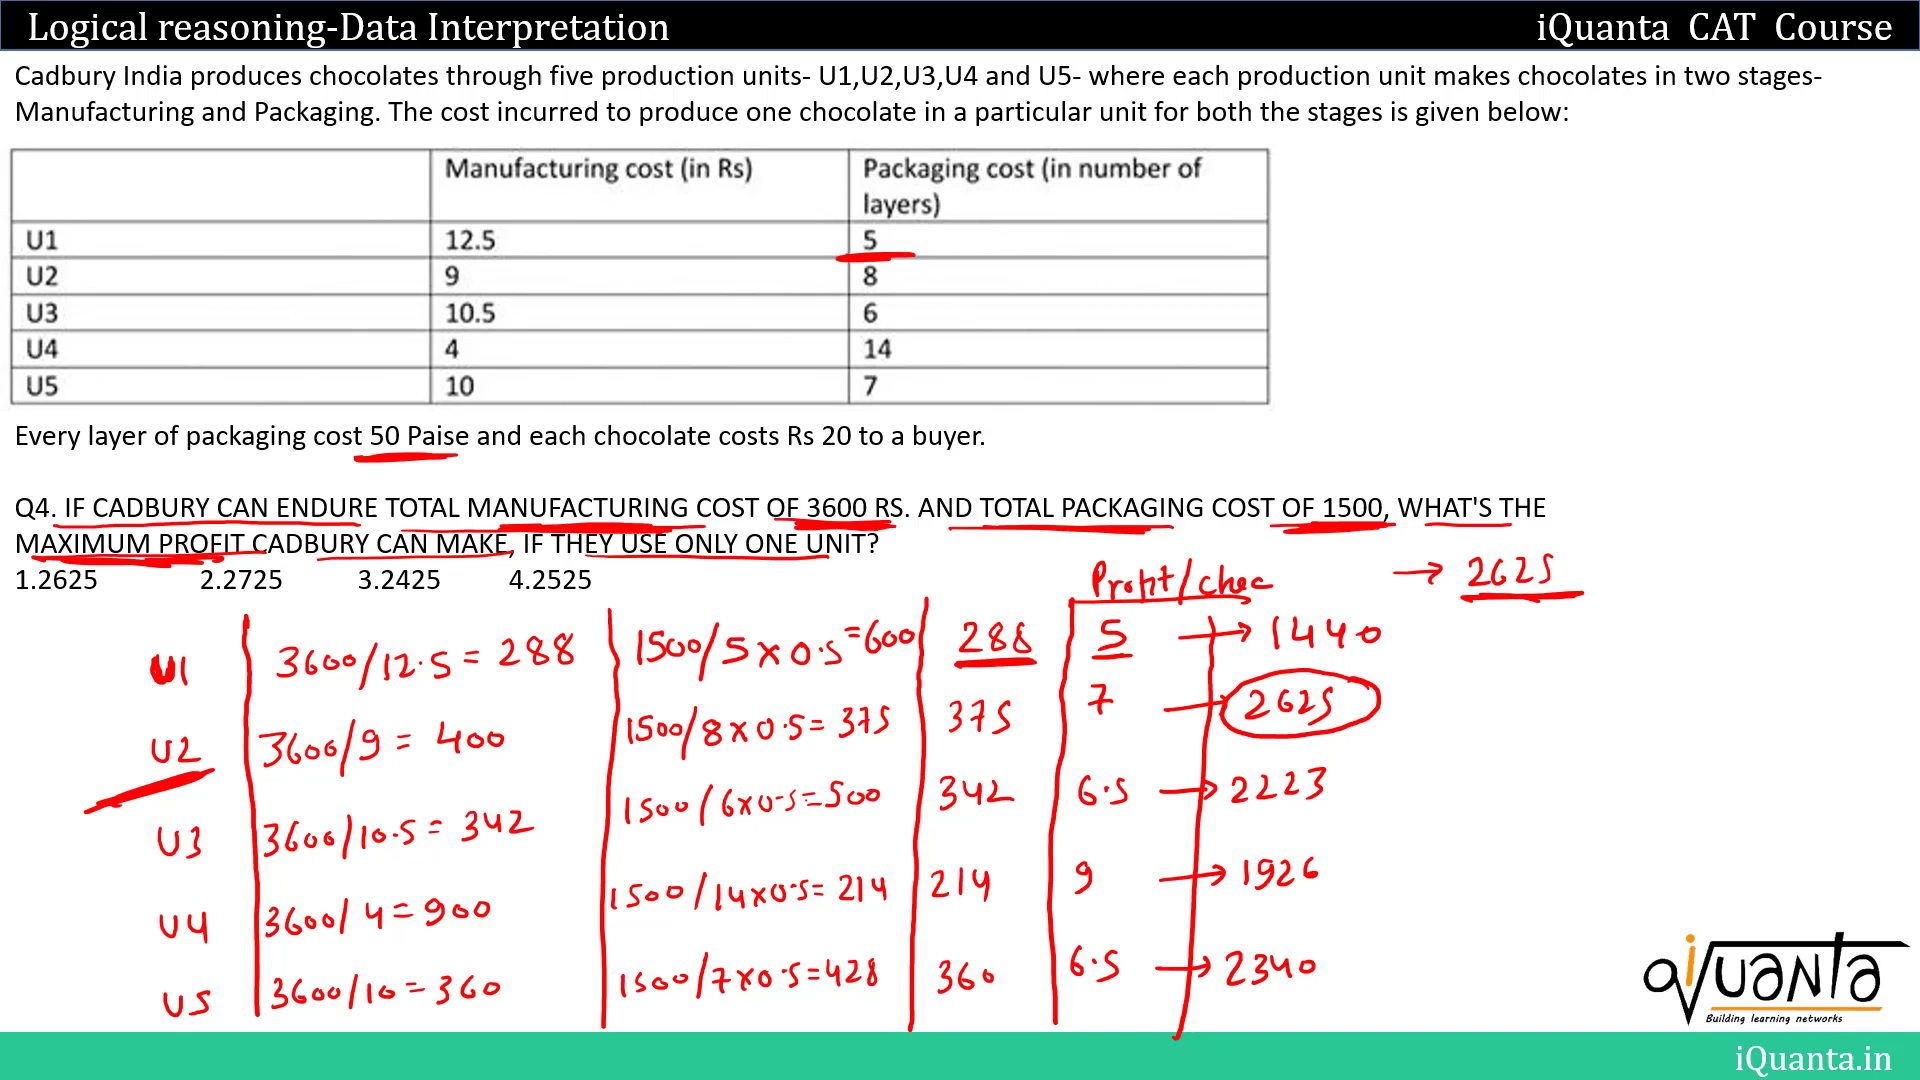 Logical reasoning-Data Interpretation iQuanta CAT Course
Cadbury India produces chocolates through five production units- U1,U2,U3,U4 and U5- where each production unit makes chocolates in two stages-
Manufacturing and Packaging. The cost incurred to produce one chocolate in a particular unit for both the stages is given below:
Manufacturing cost (in Rs) Packaging cost (in number of
layers)
U1 12.5 5
U2 9 8
U3 10.5 6
U4 4 14
U5 10 7
Every layer of packaging cost 50 Paise and each chocolate costs Rs 20 to a buyer.
Q4. IF CADBURY CAN ENDURE TOTAL MANUFACTURING COST OF 3600 RS. AND TOTAL PACKAGING COST OF 1500, WHAT'S THE
MAXIMUM PROFIT CADBURY CAN MAKE, IF THEY USE ONLY ONE UNIT?
1.2625 2.2725 3.2425 4.2525
Profit/choc → 2625
U1 3600/12.5 = 288 1500/5×0.5=600 288 5 → 1440
U2 3600/9 = 400 1500/8×0.5= 375 375 7 → 2625
U3 3600/10.5= 342 1500/6×0.5=500 342 6.5 → 2223
U4 3600/4=900 1500/14×0.5= 214 214 9 → 1926
U5 3600/10=360 1500/7×0.5=428 360 6.5 → 2340
iQuanta
Building learning networks
iQuanta.in